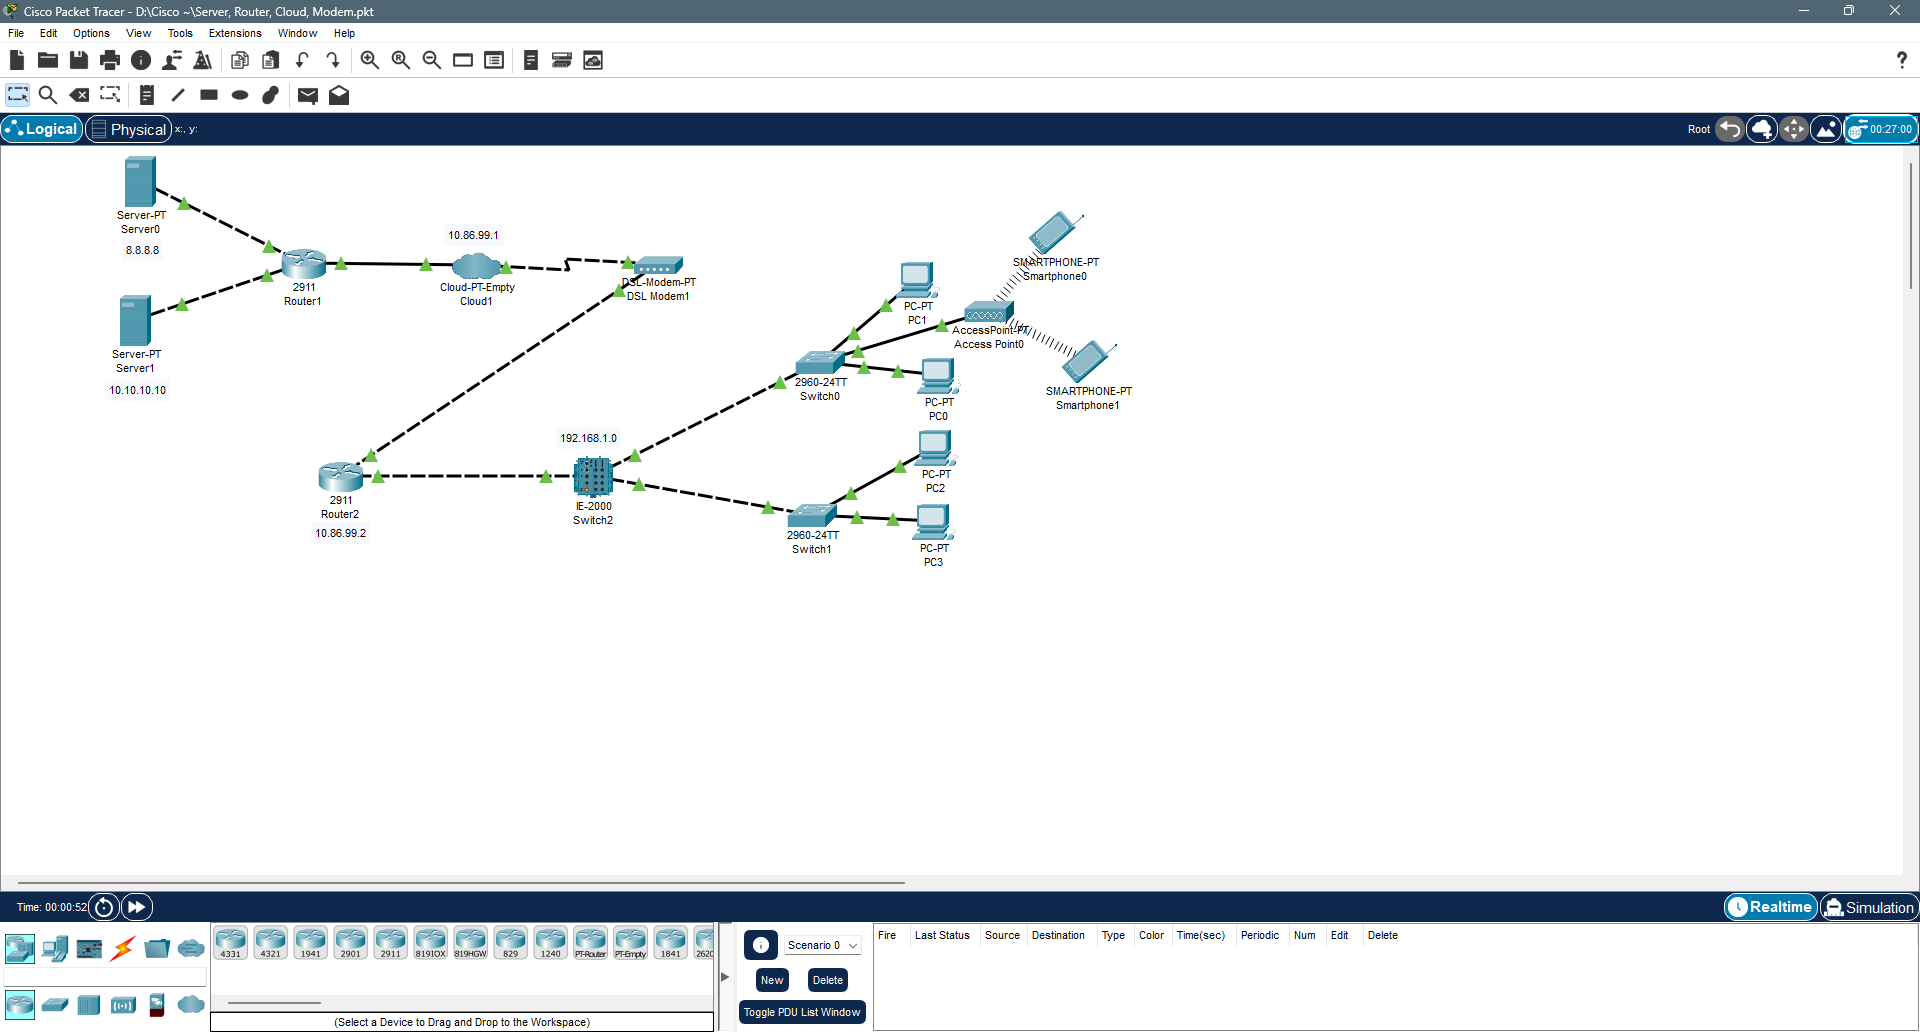 Cisco Packet Tracer - D:\Cisco ~\Server, Router, Cloud, Modem.pkt
File Edit Options View Tools Extensions Window Help
Logical Physical x:, y: Root 00:27:00
Server-PT
Server0
8.8.8.8
2911
Router1
Server-PT
Server1
10.10.10.10
10.86.99.1
Cloud-PT-Empty
Cloud1
DSL-Modem-PT
DSL Modem1
PC-PT
PC1
SMARTPHONE-PT
Smartphone0
AccessPoint-PT
Access Point0
2960-24TT
Switch0
PC-PT
PC0
SMARTPHONE-PT
Smartphone1
192.168.1.0
IE-2000
Switch2
2911
Router2
10.86.99.2
PC-PT
PC2
2960-24TT
Switch1
PC-PT
PC3
Time: 00:00:52
Realtime Simulation
4331 4321 1941 2901 2911 819IOX 819HGW 829 1240 PT-Router PT-Empty 1841 2620
(Select a Device to Drag and Drop to the Workspace)
Scenario 0
New Delete
Toggle PDU List Window
Fire Last Status Source Destination Type Color Time(sec) Periodic Num Edit Delete